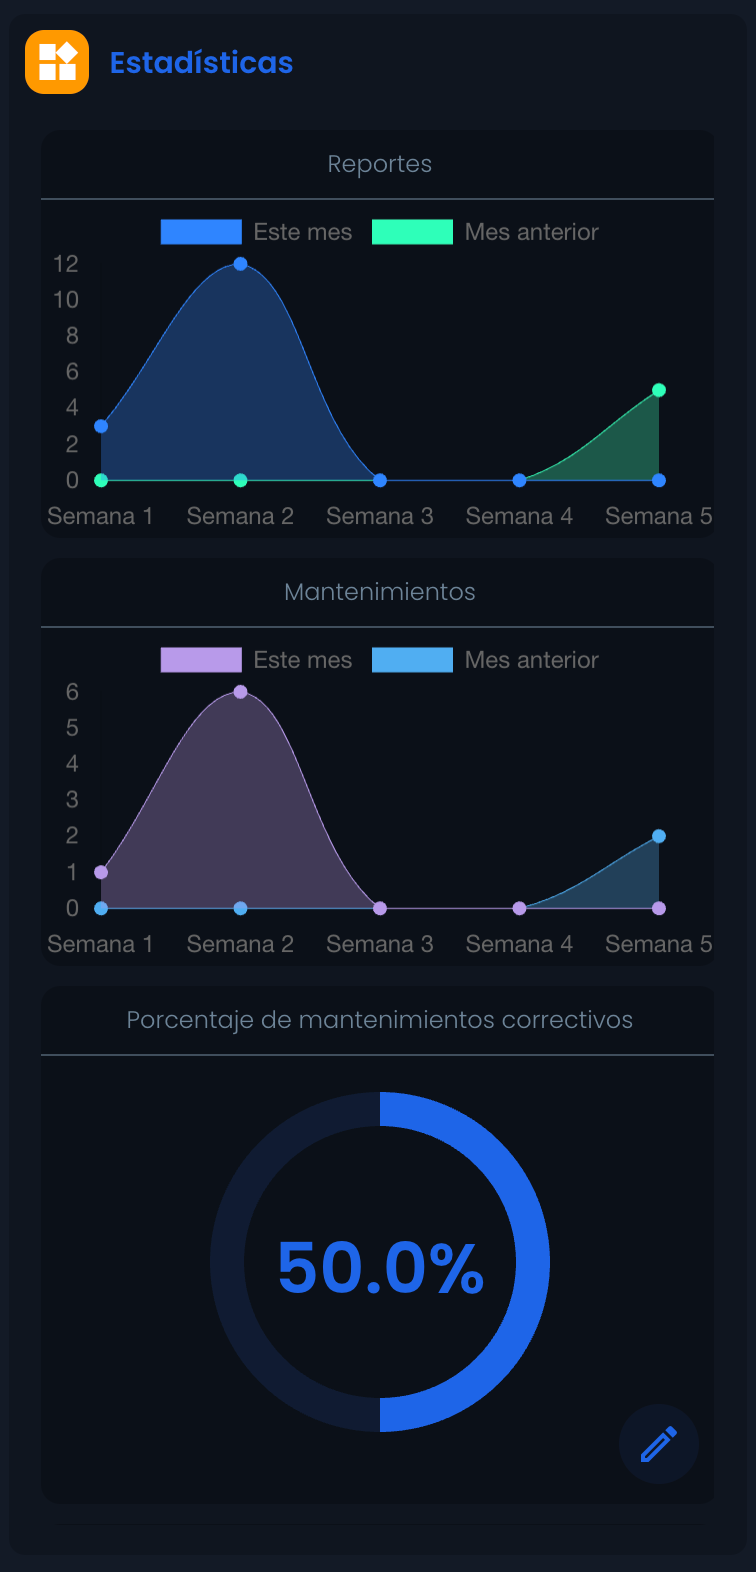 Estadísticas
Reportes
Este mes Mes anterior
12
10
8
6
4
2
0
Semana 1 Semana 2 Semana 3 Semana 4 Semana 5
Mantenimientos
Este mes Mes anterior
6
5
4
3
2
1
0
Semana 1 Semana 2 Semana 3 Semana 4 Semana 5
Porcentaje de mantenimientos correctivos
50.0%